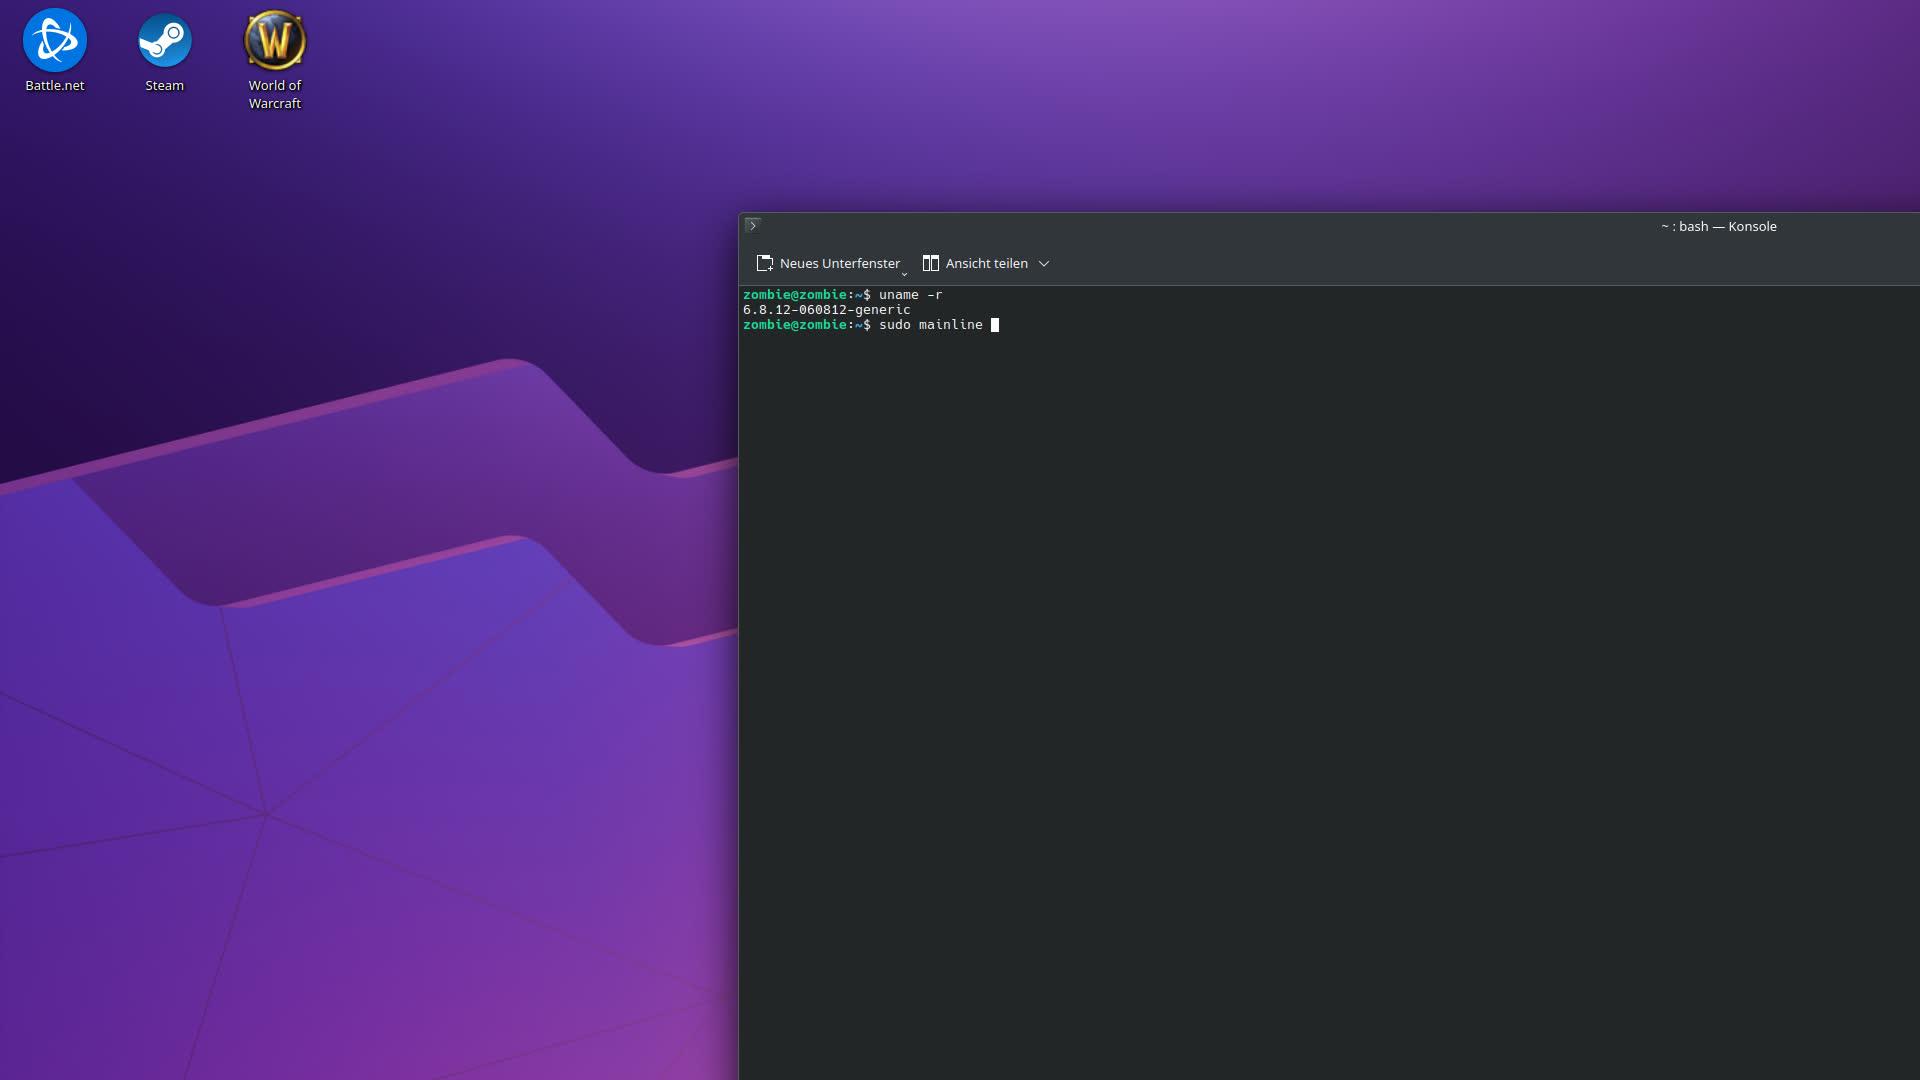 Battle.net
Steam
World of
Warcraft
~ : bash — Konsole
Neues Unterfenster
Ansicht teilen
zombie@zombie:~$ uname -r
6.8.12-060812-generic
zombie@zombie:~$ sudo mainline